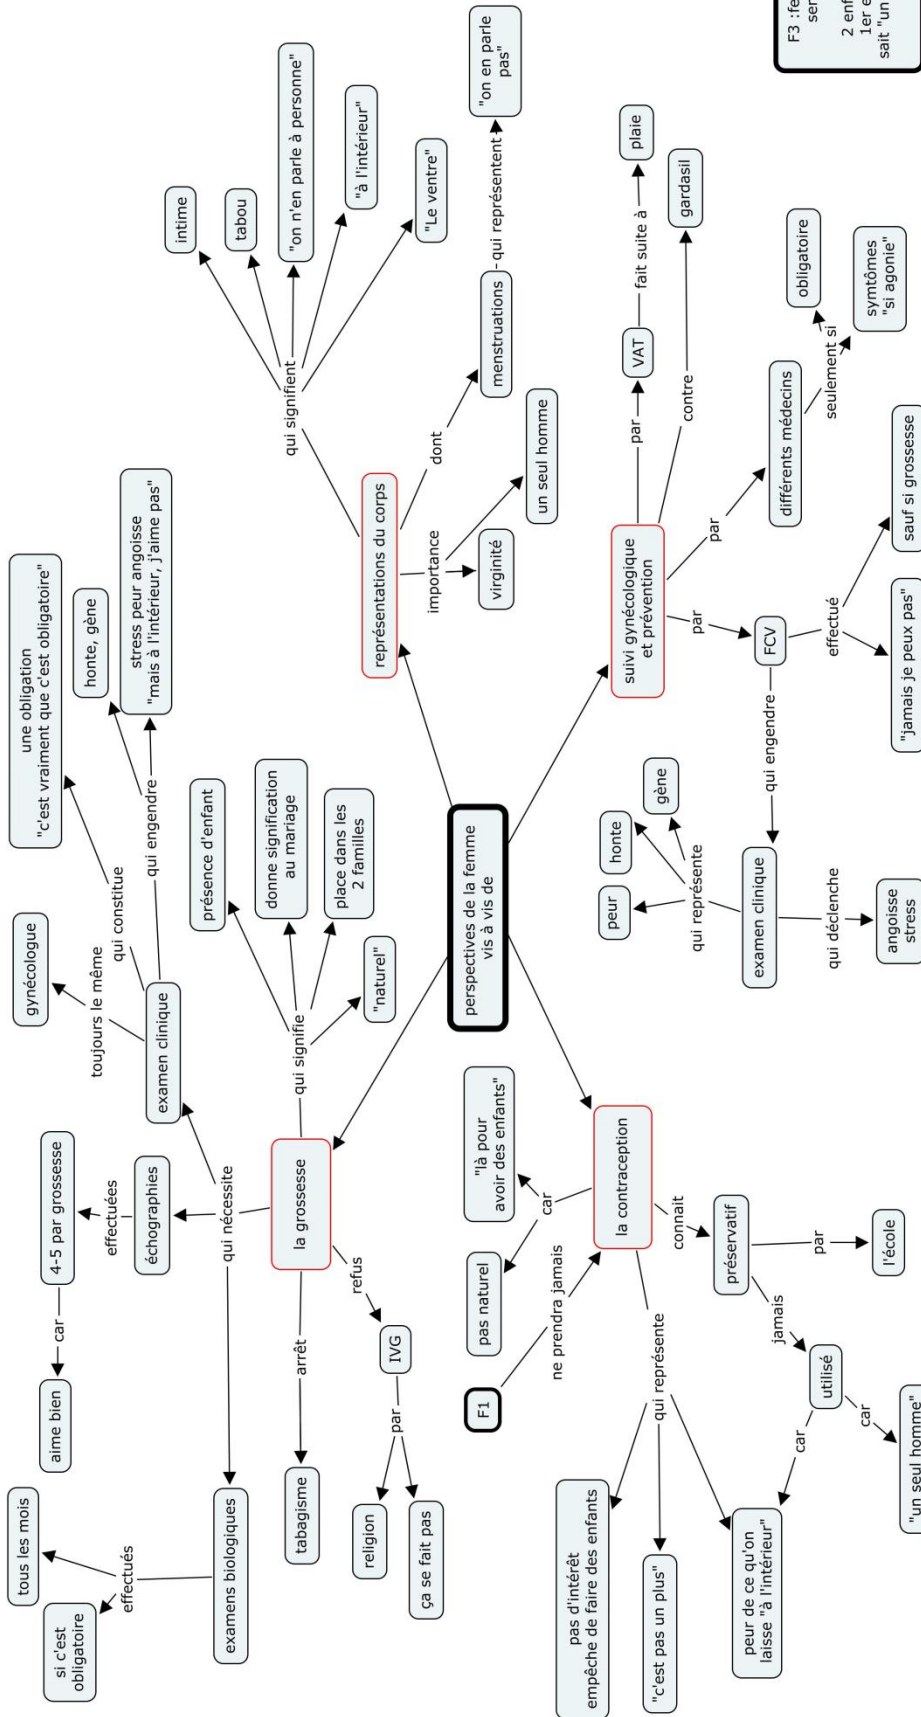 F3 :fe
ser
2 enf
1er e
sait "un
intime
tabou
"on n'en parle à personne"
"à l'intérieur"
"Le ventre"
qui signifient
"on en parle
pas"
qui représentent
menstruations
dont
représentations du corps
importance
virginité
un seul homme
plaie
fait suite à
VAT
par
gardasil
contre
suivi gynécologique
et prévention
par
différents médecins
seulement si
obligatoire
symtômes
"si agonie"
par
FCV
effectué
sauf si grossesse
"jamais je peux pas"
qui engendre
examen clinique
qui représente
peur
honte
gène
qui déclenche
angoisse
stress
perspectives de la femme
vis à vis de
une obligation
"c'est vraiment que c'est obligatoire"
honte, gène
stress peur angoisse
"mais à l'intérieur, j'aime pas"
qui constitue
qui engendre
gynécologue
toujours le même
examen clinique
présence d'enfant
donne signification
au mariage
place dans les
2 familles
"naturel"
qui signifie
la grossesse
qui nécessite
échographies
effectuées
4-5 par grossesse
car
aime bien
examens biologiques
effectués
tous les mois
si c'est
obligatoire
arrêt
tabagisme
refus
IVG
par
religion
ça se fait pas
"là pour
avoir des enfants"
car
pas naturel
F1
ne prendra jamais
la contraception
connait
préservatif
par
l'école
jamais
utilisé
car
car
"un seul homme"
qui représente
pas d'intérêt
empêche de faire des enfants
"c'est pas un plus"
peur de ce qu'on
laisse "à l'intérieur"